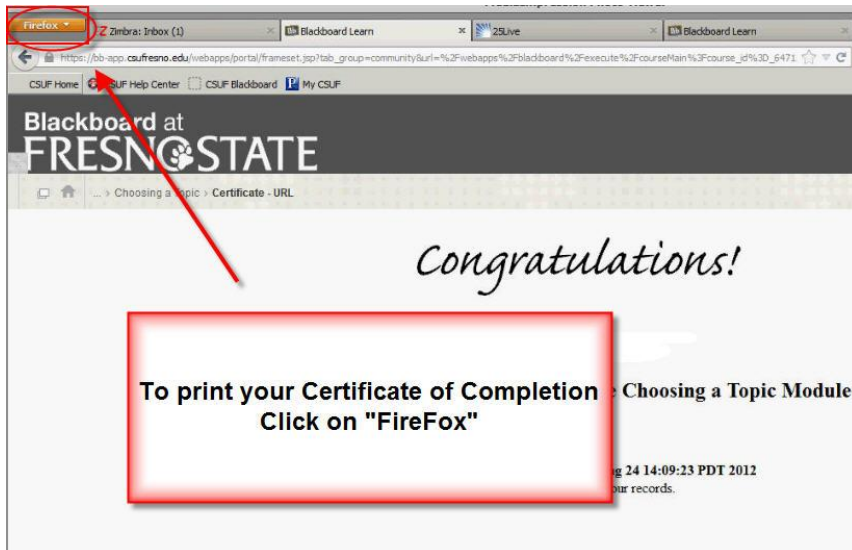 Firefox
Zimbra: Inbox (1)
Blackboard Learn
25Live
Blackboard Learn
https://bb-app.csufresno.edu/webapps/portal/frameset.jsp?tab_group=community&url=%2Fwebapps%2Fblackboard%2Fexecute%2FcourseMain%3Fcourse_id%3D_6471
CSUF Home
CSUF Help Center
CSUF Blackboard
My CSUF
Blackboard at
FRESNO STATE
... > Choosing a Topic > Certificate - URL
Congratulations!
To print your Certificate of Completion
Click on "FireFox"
Choosing a Topic Module
24 14:09:23 PDT 2012
records.